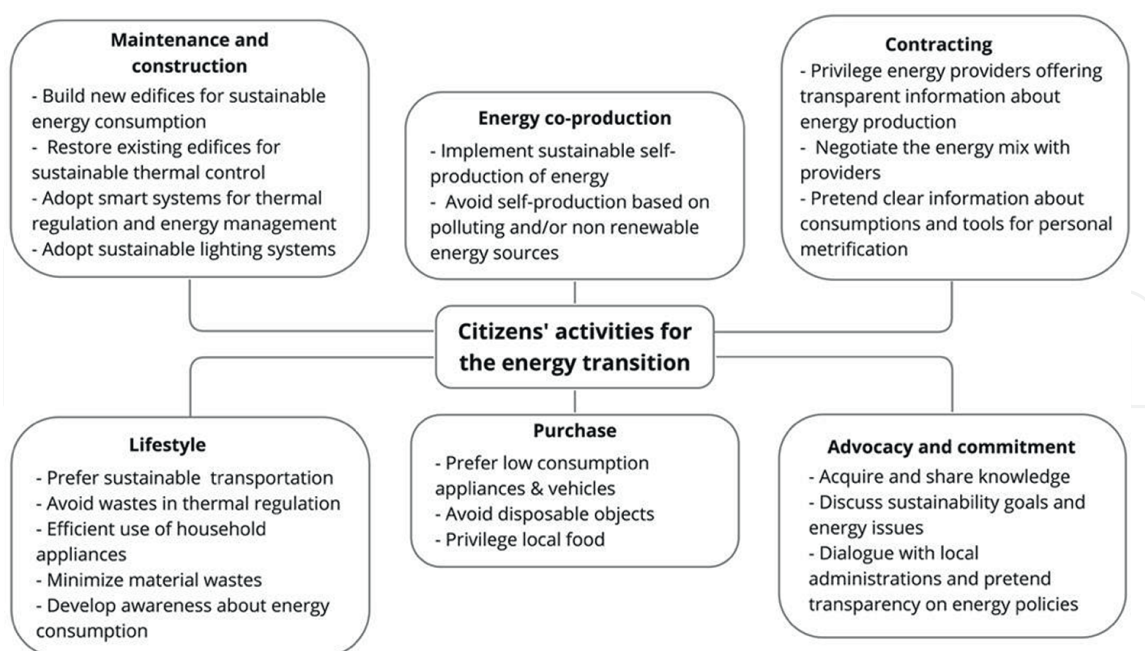 Maintenance and
construction
- Build new edifices for sustainable
energy consumption
- Restore existing edifices for
sustainable thermal control
- Adopt smart systems for thermal
regulation and energy management
- Adopt sustainable lighting systems
Energy co-production
- Implement sustainable self-
production of energy
- Avoid self-production based on
polluting and/or non renewable
energy sources
Contracting
- Privilege energy providers offering
transparent information about
energy production
- Negotiate the energy mix with
providers
- Pretend clear information about
consumptions and tools for personal
metrification
Citizens' activities for
the energy transition
Lifestyle
- Prefer sustainable transportation
- Avoid wastes in thermal regulation
- Efficient use of household
appliances
- Minimize material wastes
- Develop awareness about energy
consumption
Purchase
- Prefer low consumption
appliances & vehicles
- Avoid disposable objects
- Privilege local food
Advocacy and commitment
- Acquire and share knowledge
- Discuss sustainability goals and
energy issues
- Dialogue with local
administrations and pretend
transparency on energy policies